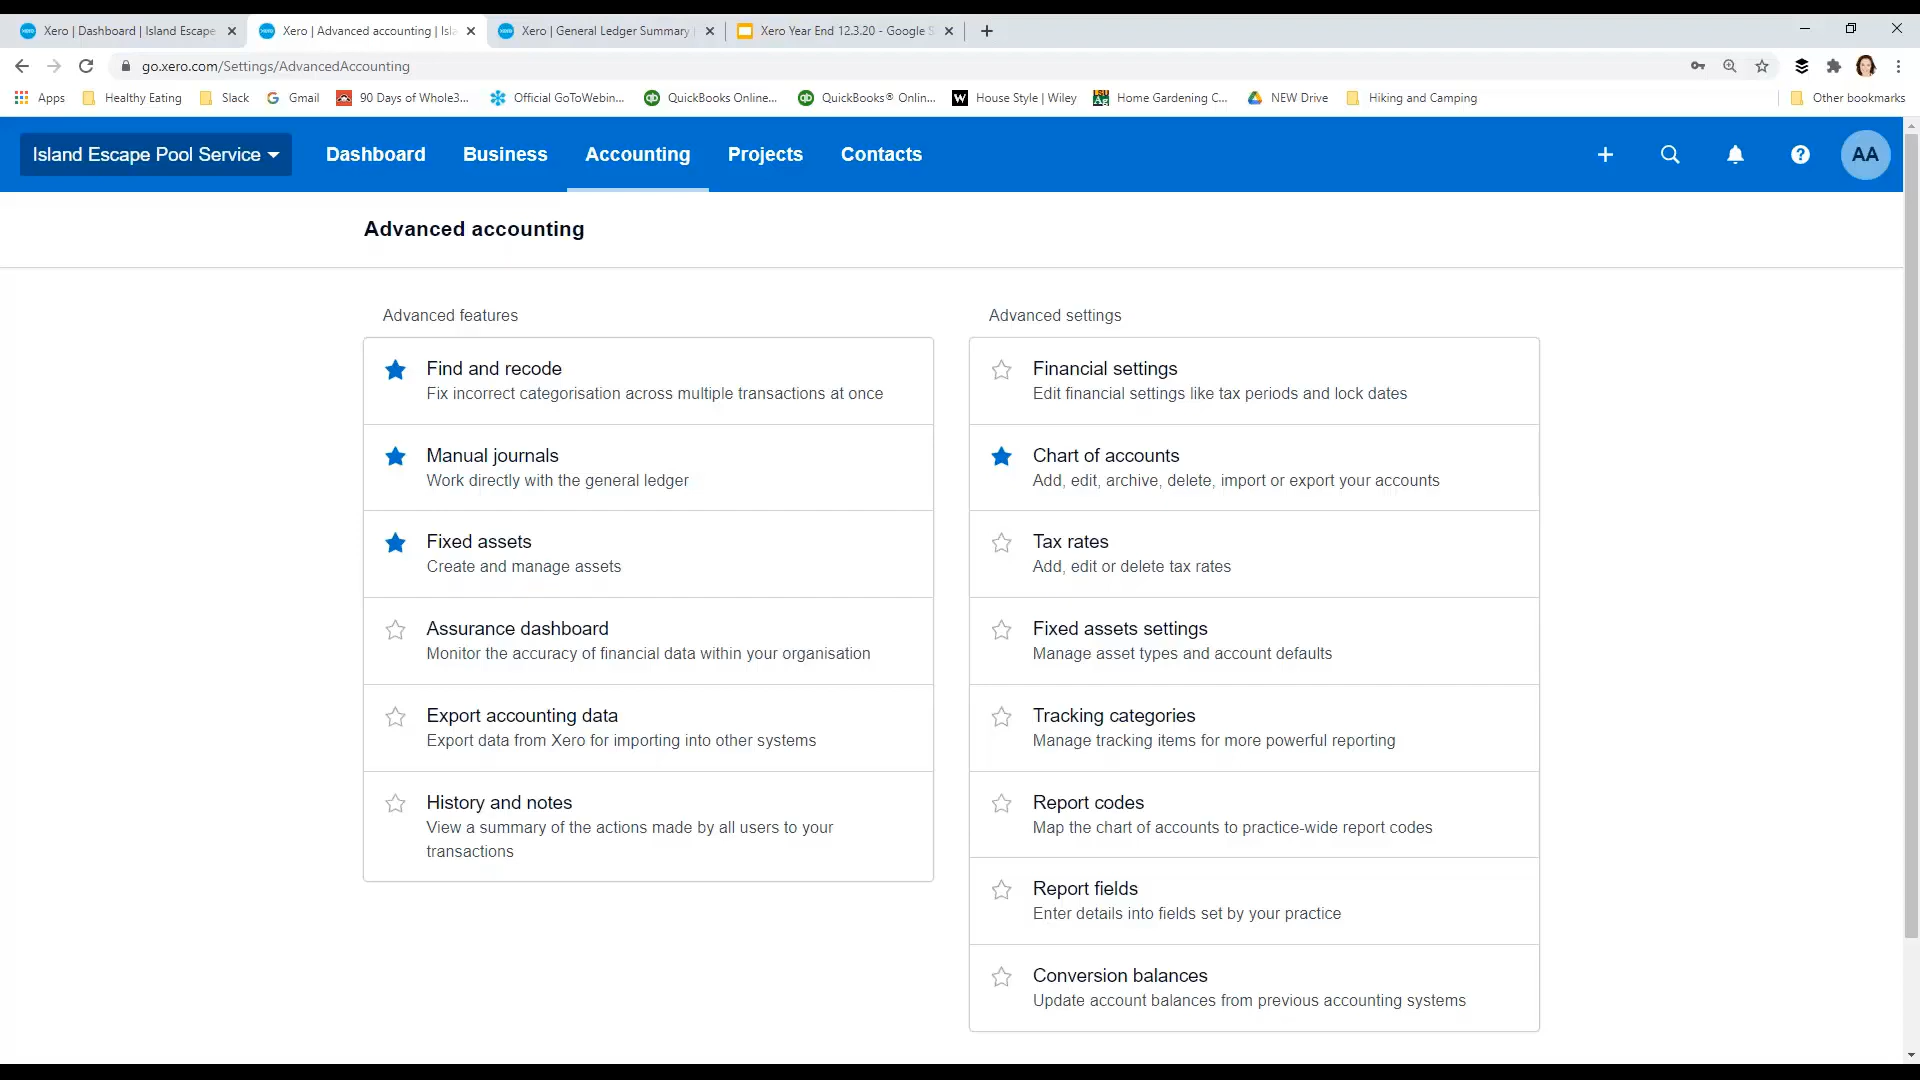 Xero | Dashboard | Island Escape
Xero | Advanced accounting | Isla
Xero | General Ledger Summary
Xero Year End 12.3.20 - Google S
go.xero.com/Settings/AdvancedAccounting
Apps
Healthy Eating
Slack
Gmail
90 Days of Whole3...
Official GoToWebin...
QuickBooks Online...
QuickBooks® Onlin...
House Style | Wiley
Home Gardening C...
NEW Drive
Hiking and Camping
Other bookmarks
Island Escape Pool Service
Dashboard
Business
Accounting
Projects
Contacts
AA
Advanced accounting
Advanced features
Find and recode
Fix incorrect categorisation across multiple transactions at once
Manual journals
Work directly with the general ledger
Fixed assets
Create and manage assets
Assurance dashboard
Monitor the accuracy of financial data within your organisation
Export accounting data
Export data from Xero for importing into other systems
History and notes
View a summary of the actions made by all users to your
transactions
Advanced settings
Financial settings
Edit financial settings like tax periods and lock dates
Chart of accounts
Add, edit, archive, delete, import or export your accounts
Tax rates
Add, edit or delete tax rates
Fixed assets settings
Manage asset types and account defaults
Tracking categories
Manage tracking items for more powerful reporting
Report codes
Map the chart of accounts to practice-wide report codes
Report fields
Enter details into fields set by your practice
Conversion balances
Update account balances from previous accounting systems